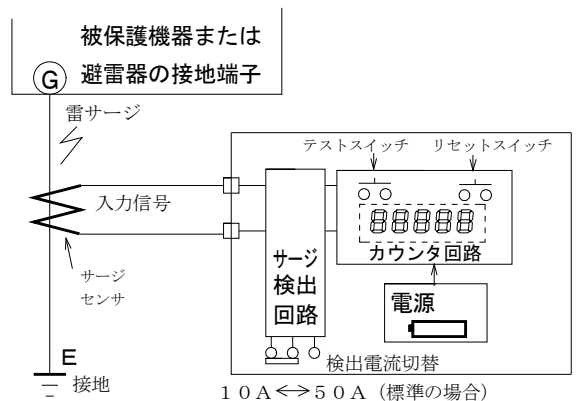 被保護機器または
避雷器の接地端子
G
雷サージ
入力信号
サージ
センサ
E
接地
テストスイッチ
リセットスイッチ
88888
カウンタ回路
サージ
検出
回路
電源
検出電流切替
10A<->50A(標準の場合)